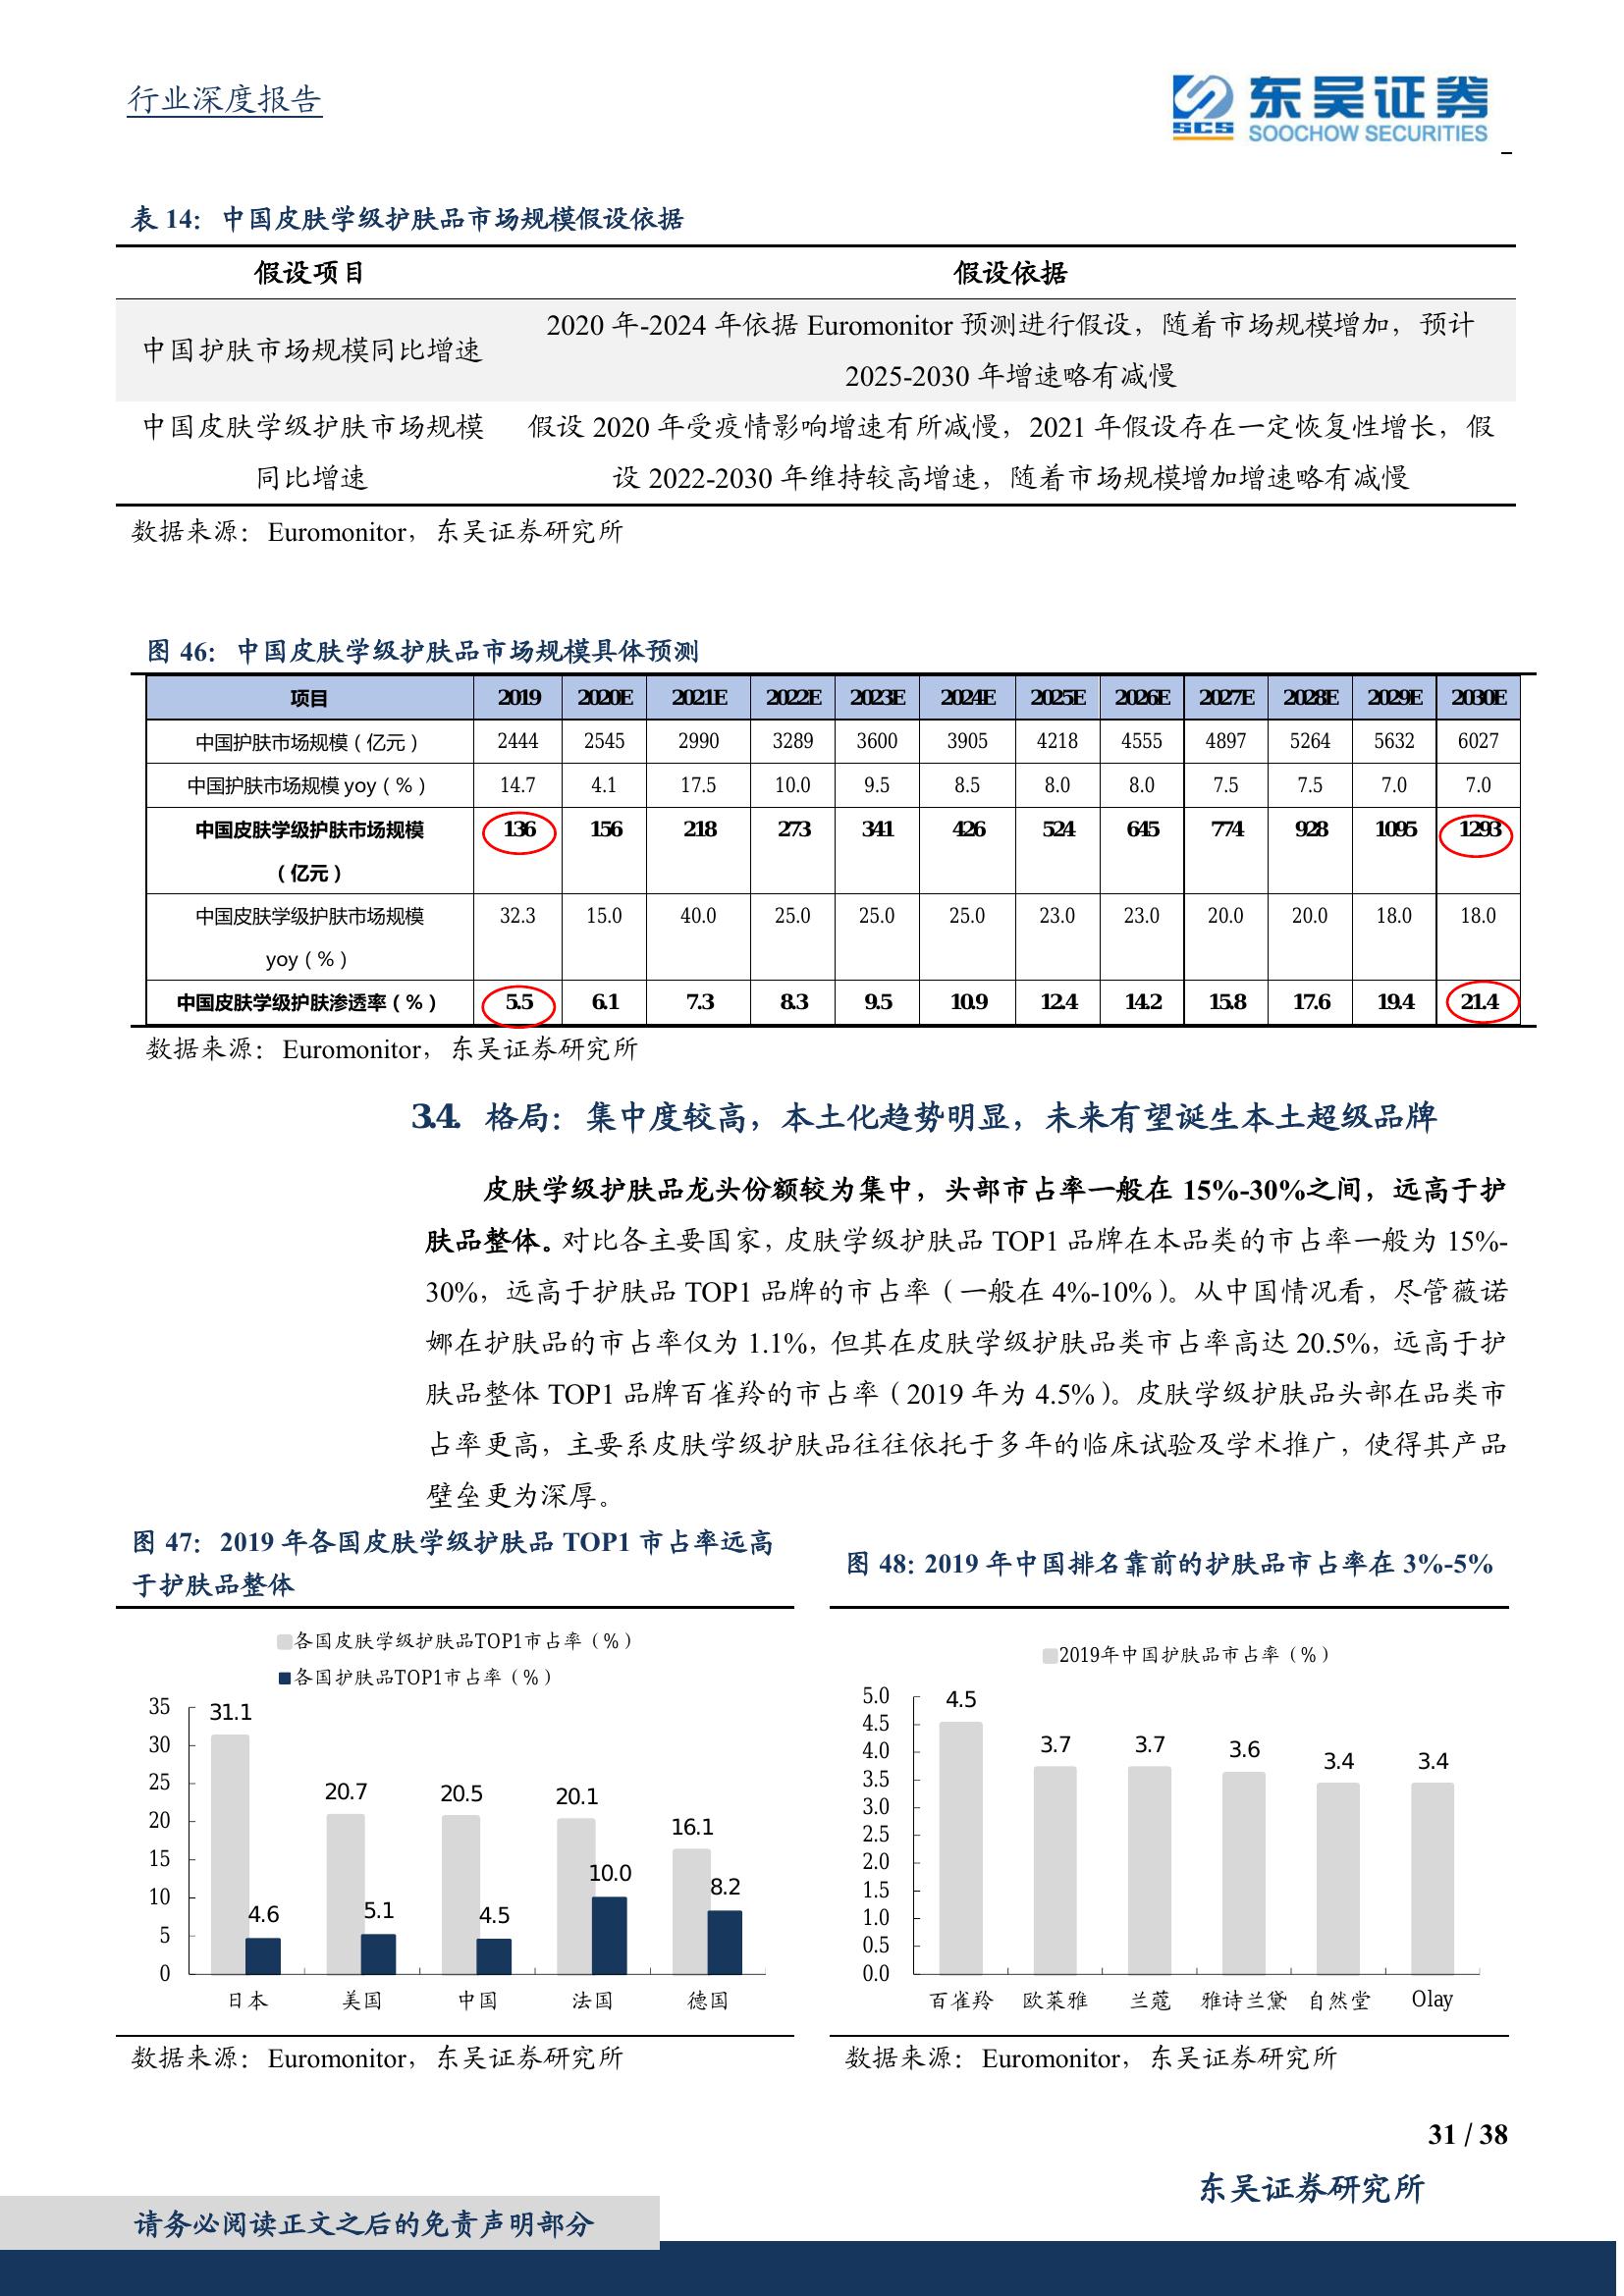 行业深度报告
SCS
东吴证券
SOOCHOW SECURITIES
表 14：中国皮肤学级护肤品市场规模假设依据
假设项目 假设依据
中国护肤市场规模同比增速 2020 年-2024 年依据 Euromonitor 预测进行假设，随着市场规模增加，预计
2025-2030 年增速略有减慢
中国皮肤学级护肤市场规模 假设 2020 年受疫情影响增速有所减慢，2021 年假设存在一定恢复性增长，假
同比增速 设 2022-2030 年维持较高增速，随着市场规模增加增速略有减慢
数据来源：Euromonitor，东吴证券研究所
图 46：中国皮肤学级护肤品市场规模具体预测
项目 2019 2020E 2021E 2022E 2023E 2024E 2025E 2026E 2027E 2028E 2029E 2030E
中国护肤市场规模（亿元） 2444 2545 2990 3289 3600 3905 4218 4555 4897 5264 5632 6027
中国护肤市场规模 yoy（%） 14.7 4.1 17.5 10.0 9.5 8.5 8.0 8.0 7.5 7.5 7.0 7.0
中国皮肤学级护肤市场规模 136 156 218 273 341 426 524 645 774 928 1095 1293
（亿元）
中国皮肤学级护肤市场规模 32.3 15.0 40.0 25.0 25.0 25.0 23.0 23.0 20.0 20.0 18.0 18.0
yoy（%）
中国皮肤学级护肤渗透率（%） 5.5 6.1 7.3 8.3 9.5 10.9 12.4 14.2 15.8 17.6 19.4 21.4
数据来源：Euromonitor，东吴证券研究所
3.4. 格局：集中度较高，本土化趋势明显，未来有望诞生本土超级品牌
皮肤学级护肤品龙头份额较为集中，头部市占率一般在 15%-30%之间，远高于护
肤品整体。对比各主要国家，皮肤学级护肤品 TOP1 品牌在本品类的市占率一般为 15%-
30%，远高于护肤品 TOP1 品牌的市占率（一般在 4%-10%）。从中国情况看，尽管薇诺
娜在护肤品的市占率仅为 1.1%，但其在皮肤学级护肤品类市占率高达 20.5%，远高于护
肤品整体 TOP1 品牌百雀羚的市占率（2019 年为 4.5%）。皮肤学级护肤品头部在品类市
占率更高，主要系皮肤学级护肤品往往依托于多年的临床试验及学术推广，使得其产品
壁垒更为深厚。
图 47：2019 年各国皮肤学级护肤品 TOP1 市占率远高
于护肤品整体
各国皮肤学级护肤品TOP1市占率（%）
各国护肤品TOP1市占率（%）
35
30
25
20
15
10
5
0
31.1 20.7 20.5 20.1 16.1
4.6 5.1 4.5 10.0 8.2
日本 美国 中国 法国 德国
数据来源：Euromonitor，东吴证券研究所
图 48：2019 年中国排名靠前的护肤品市占率在 3%-5%
2019年中国护肤品市占率（%）
5.0
4.5
4.0
3.5
3.0
2.5
2.0
1.5
1.0
0.5
0.0
4.5 3.7 3.7 3.6 3.4 3.4
百雀羚 欧莱雅 兰蔻 雅诗兰黛 自然堂 Olay
数据来源：Euromonitor，东吴证券研究所
31 / 38
东吴证券研究所
请务必阅读正文之后的免责声明部分